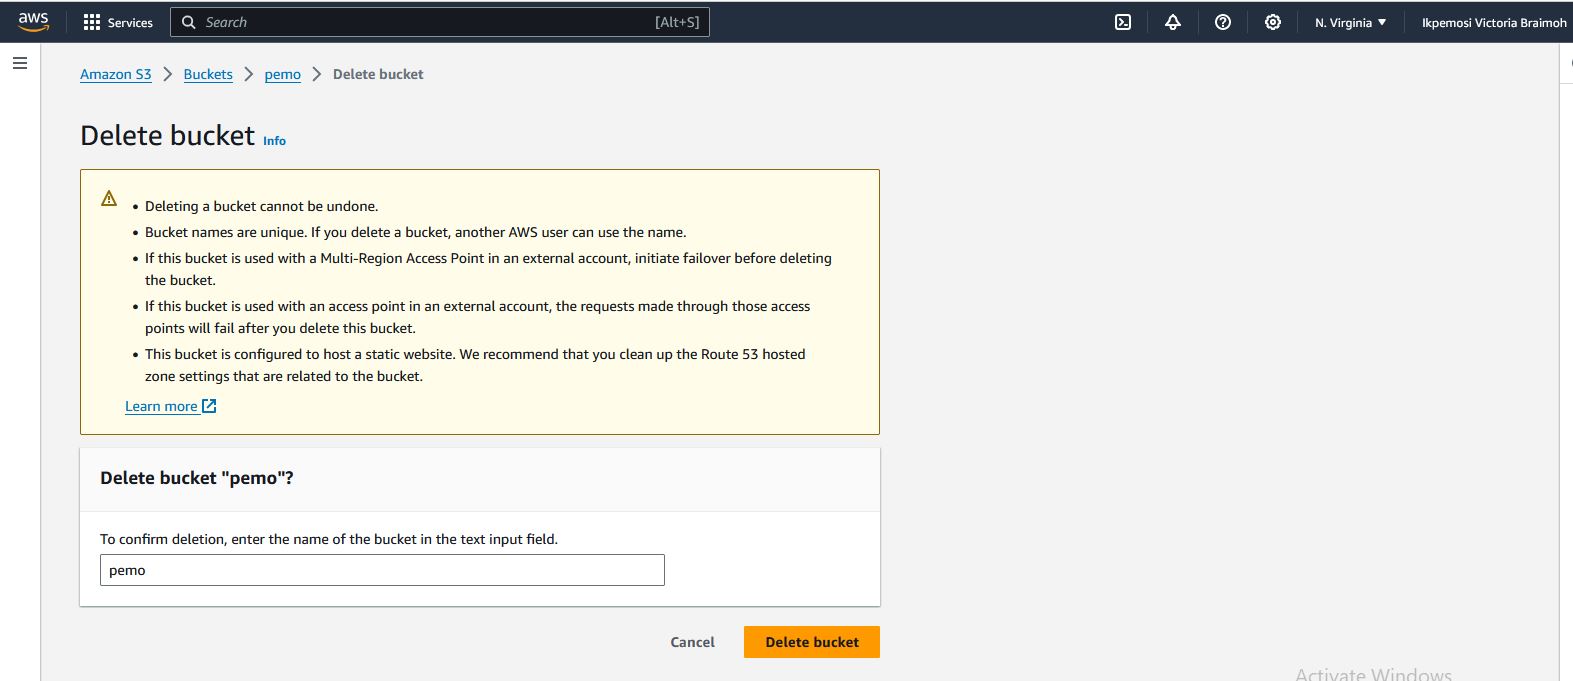 aws
Services
Search
[Alt+S]
N. Virginia
Ikpemosi Victoria Braimoh
Amazon S3 > Buckets > pemo > Delete bucket
Delete bucket Info
• Deleting a bucket cannot be undone.
• Bucket names are unique. If you delete a bucket, another AWS user can use the name.
• If this bucket is used with a Multi-Region Access Point in an external account, initiate failover before deleting
the bucket.
• If this bucket is used with an access point in an external account, the requests made through those access
points will fail after you delete this bucket.
• This bucket is configured to host a static website. We recommend that you clean up the Route 53 hosted
zone settings that are related to the bucket.
Learn more
Delete bucket "pemo"?
To confirm deletion, enter the name of the bucket in the text input field.
pemo
Cancel
Delete bucket
Activate Windows